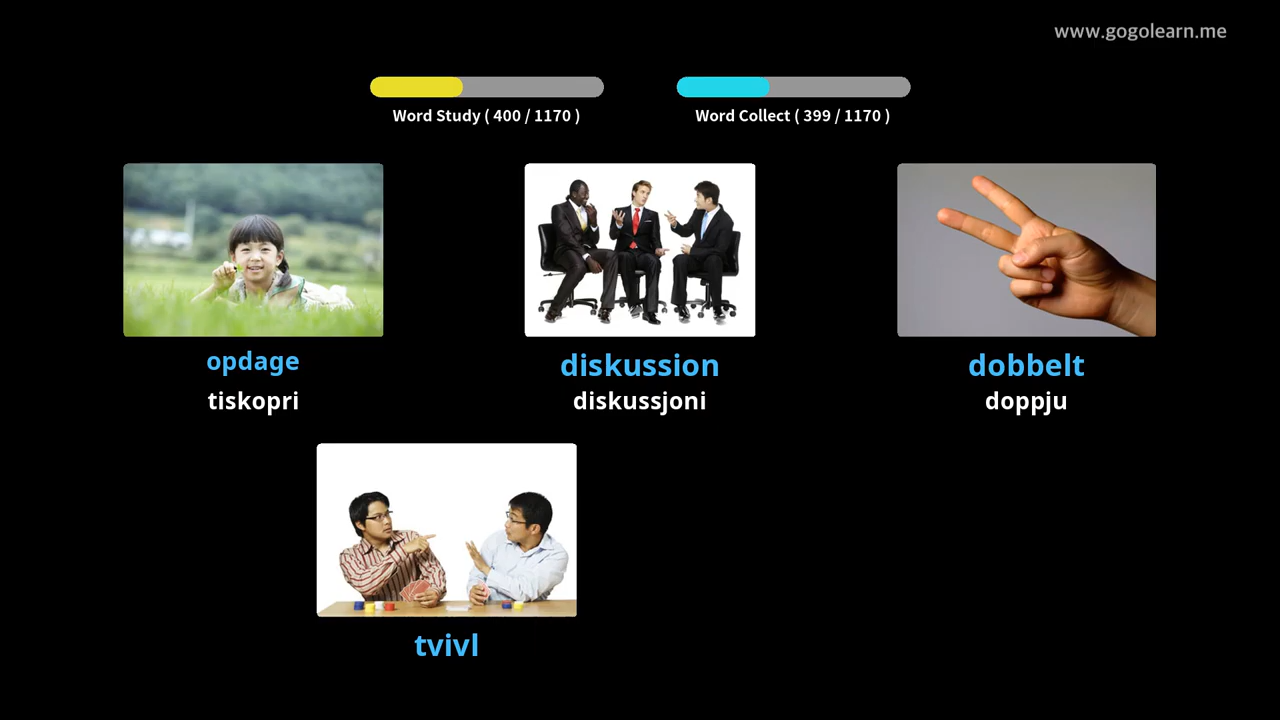 www.gogolearn.me
Word Study ( 400 / 1170 )
Word Collect ( 399 / 1170 )
opdage
tiskopri
diskussion
diskussjoni
dobbelt
doppju
tvivl